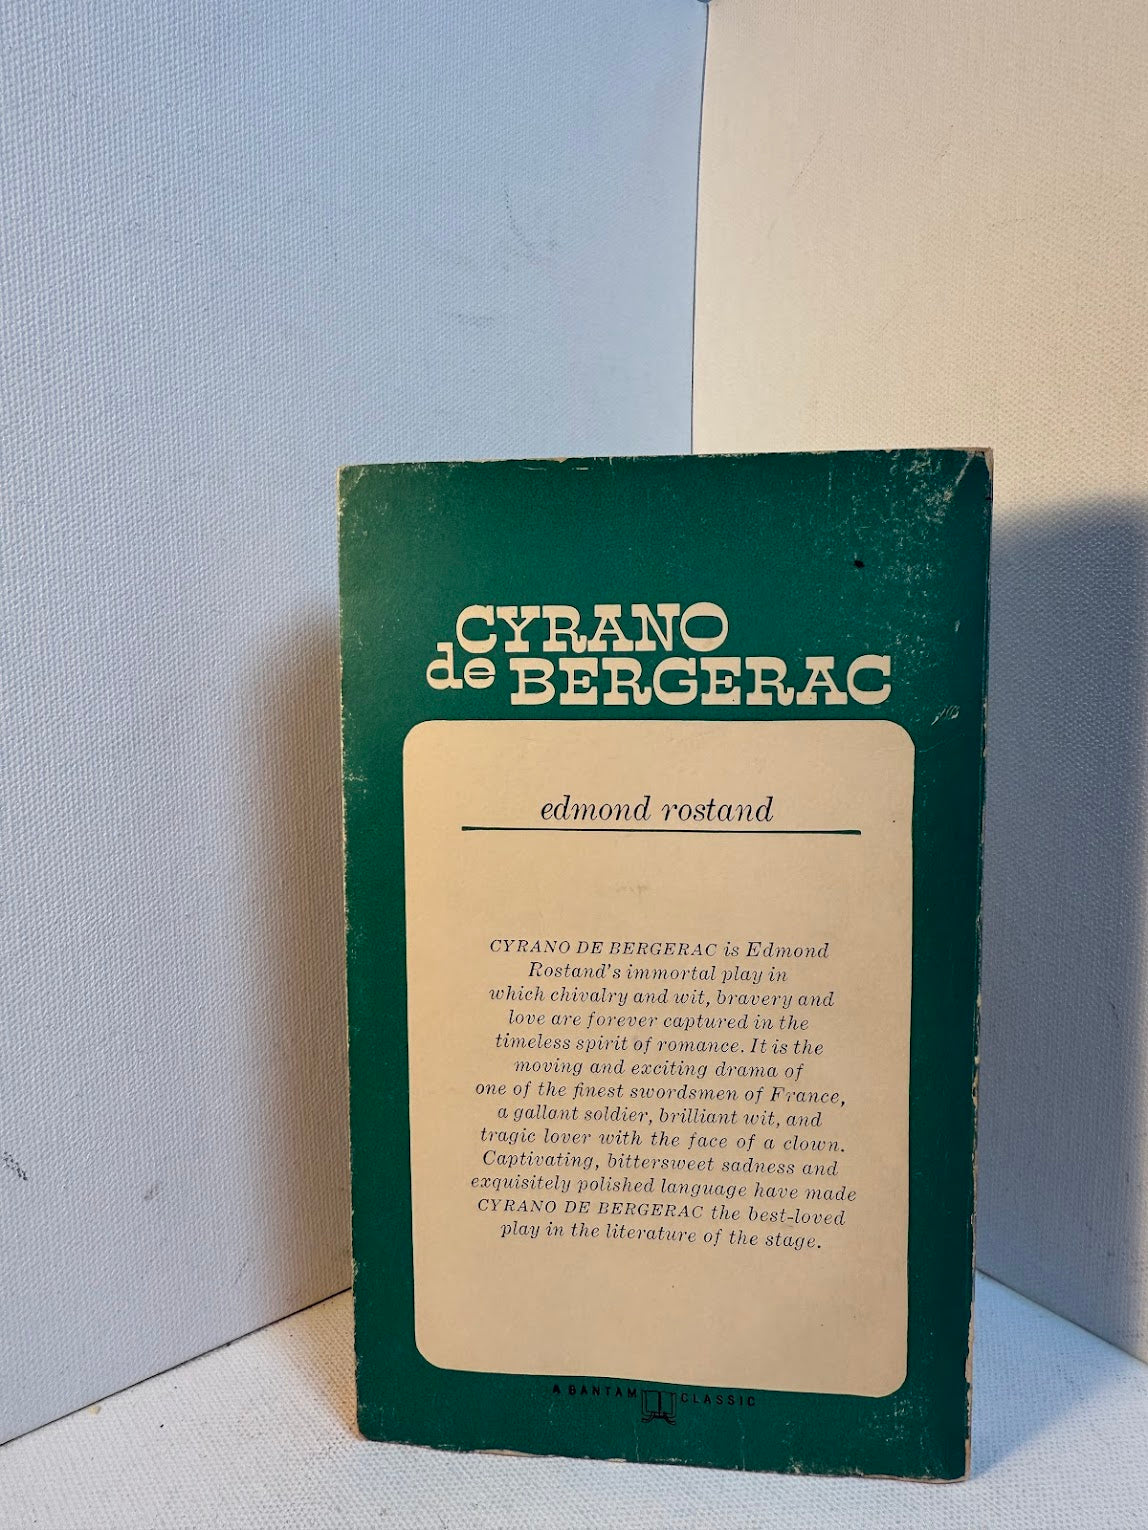 CYRANO
de BERGERAC
edmond rostand
CYRANO DE BERGERAC is Edmond
Rostand's immortal play in
which chivalry and wit, bravery and
love are forever captured in the
timeless spirit of romance. It is the
moving and exciting drama of
one of the finest swordsmen of France,
a gallant soldier, brilliant wit, and
tragic lover with the face of a clown.
Captivating, bittersweet sadness and
exquisitely polished language have made
CYRANO DE BERGERAC the best-loved
play in the literature of the stage.
A BANTAM CLASSIC